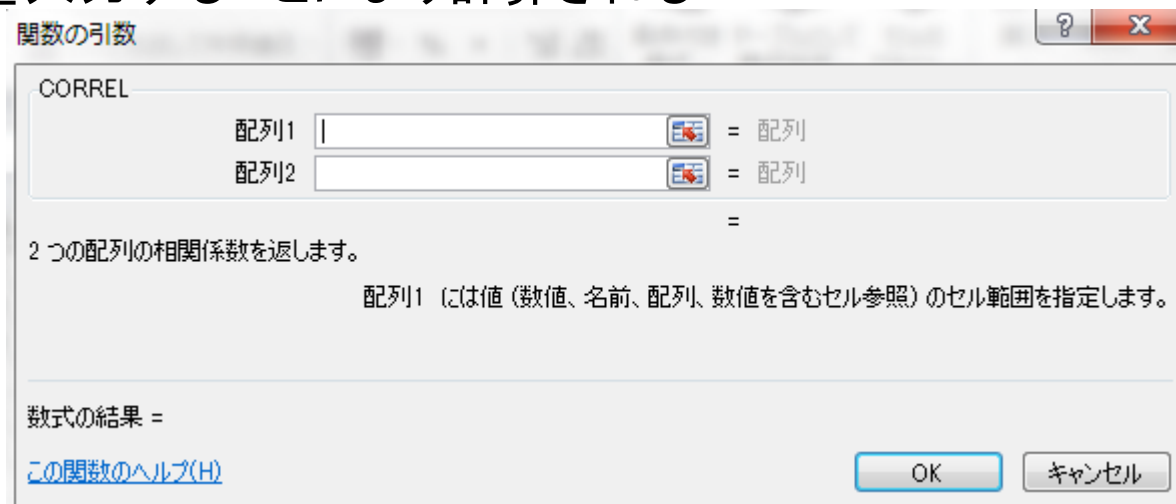 関数の引数
CORREL
配列1 = 配列
配列2 = 配列
=
2 つの配列の相関係数を返します。
配列1 には値 (数値、名前、配列、数値を含むセル参照) のセル範囲を指定します。
数式の結果 =
この関数のヘルプ(H)
OK キャンセル